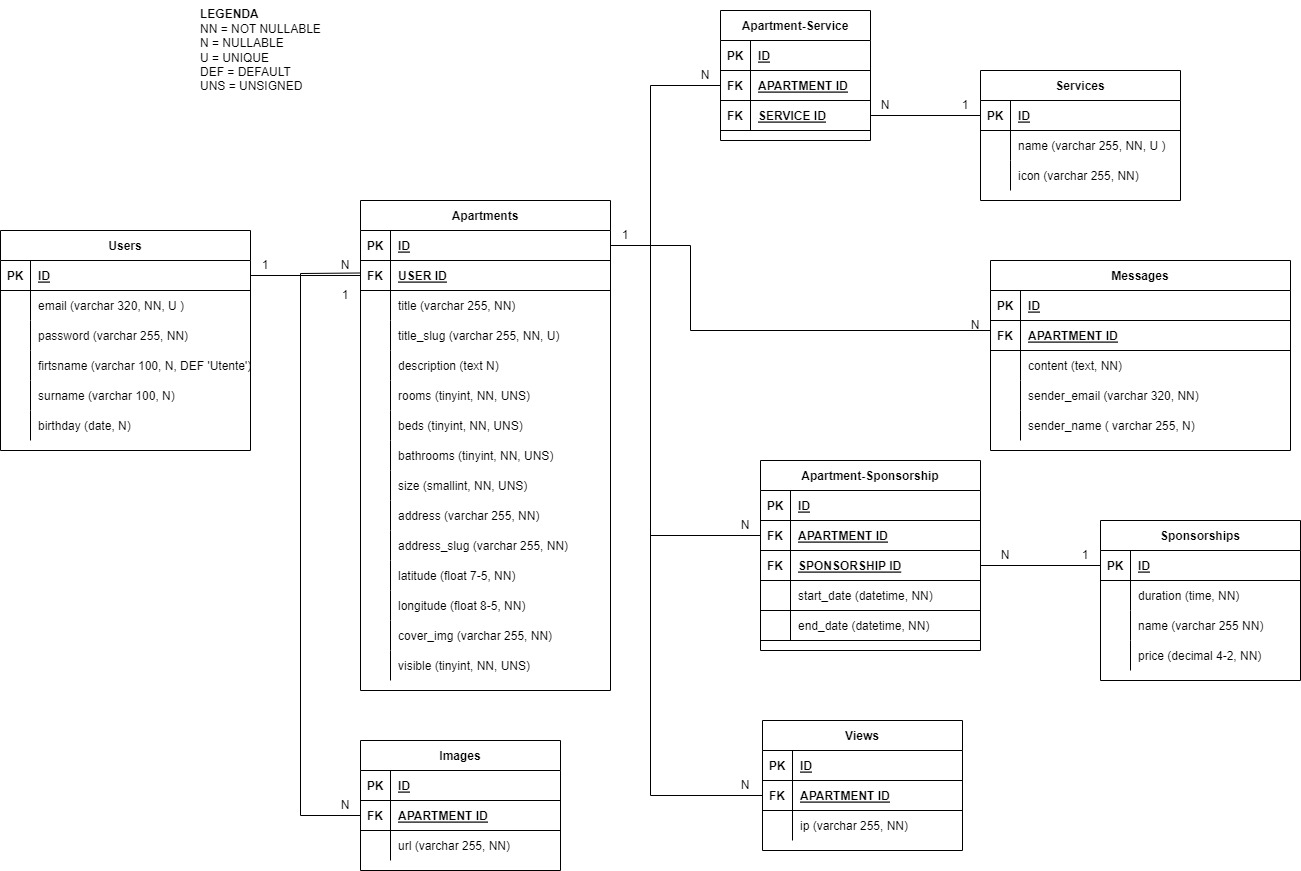 LEGENDA
NN = NOT NULLABLE
N = NULLABLE
U = UNIQUE
DEF = DEFAULT
UNS = UNSIGNED
Apartment-Service
PK ID
FK APARTMENT ID
FK SERVICE ID
N
N
1
Services
PK ID
name (varchar 255, NN, U )
icon (varchar 255, NN)
Users
PK ID
email (varchar 320, NN, U )
password (varchar 255, NN)
firtsname (varchar 100, N, DEF 'Utente')
surname (varchar 100, N)
birthday (date, N)
1
N
1
Apartments
PK ID
FK USER ID
title (varchar 255, NN)
title_slug (varchar 255, NN, U)
description (text N)
rooms (tinyint, NN, UNS)
beds (tinyint, NN, UNS)
bathrooms (tinyint, NN, UNS)
size (smallint, NN, UNS)
address (varchar 255, NN)
address_slug (varchar 255, NN)
latitude (float 7-5, NN)
longitude (float 8-5, NN)
cover_img (varchar 255, NN)
visible (tinyint, NN, UNS)
1
N
Messages
PK ID
FK APARTMENT ID
content (text, NN)
sender_email (varchar 320, NN)
sender_name ( varchar 255, N)
N
Apartment-Sponsorship
PK ID
FK APARTMENT ID
FK SPONSORSHIP ID
start_date (datetime, NN)
end_date (datetime, NN)
N
1
Sponsorships
PK ID
duration (time, NN)
name (varchar 255 NN)
price (decimal 4-2, NN)
N
Images
PK ID
FK APARTMENT ID
url (varchar 255, NN)
N
Views
PK ID
FK APARTMENT ID
ip (varchar 255, NN)